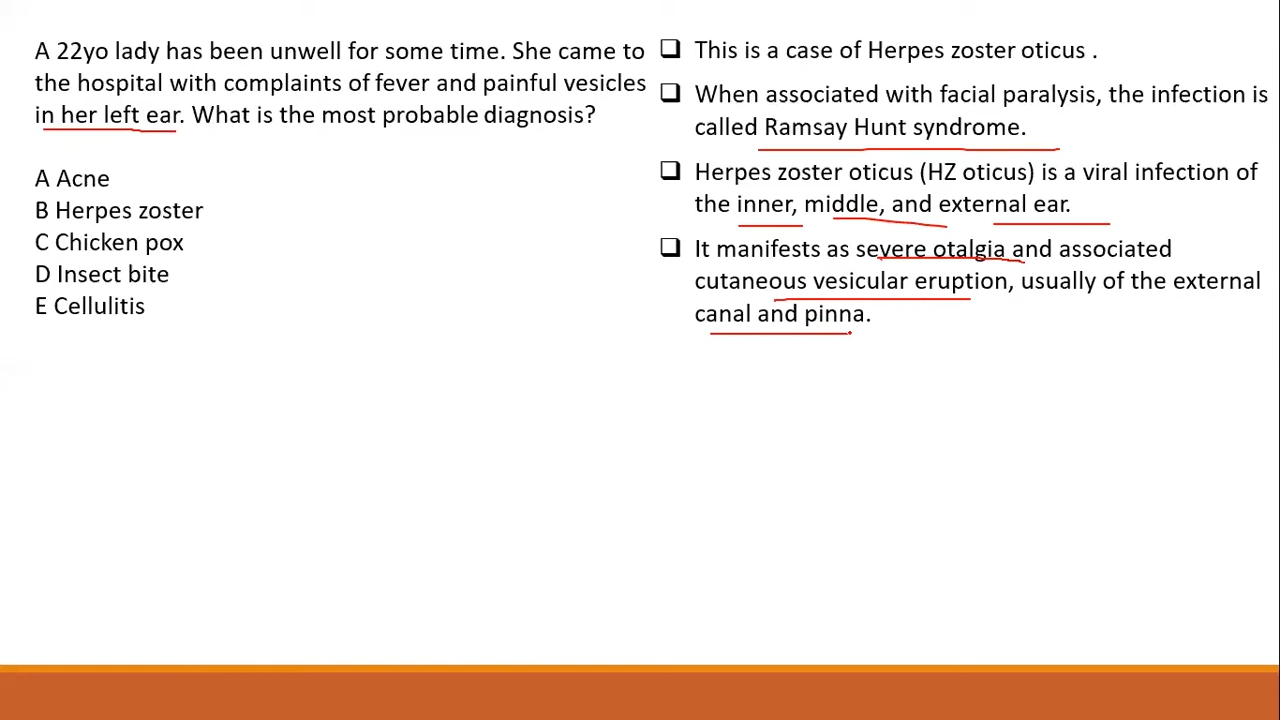 A 22yo lady has been unwell for some time. She came to
the hospital with complaints of fever and painful vesicles
in her left ear. What is the most probable diagnosis?
A Acne
B Herpes zoster
C Chicken pox
D Insect bite
E Cellulitis
This is a case of Herpes zoster oticus .
When associated with facial paralysis, the infection is
called Ramsay Hunt syndrome.
Herpes zoster oticus (HZ oticus) is a viral infection of
the inner, middle, and external ear.
It manifests as severe otalgia and associated
cutaneous vesicular eruption, usually of the external
canal and pinna.